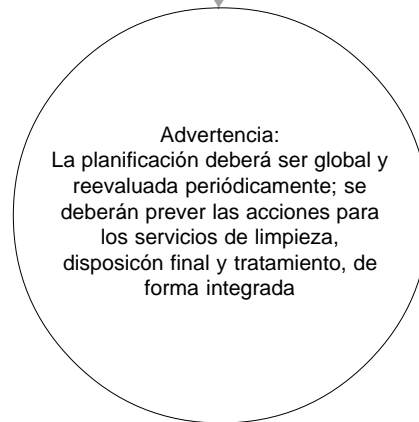 Advertencia:
La planificación deberá ser global y
reevaluada periódicamente; se
deberán prever las acciones para
los servicios de limpieza,
disposicón final y tratamiento, de
forma integrada